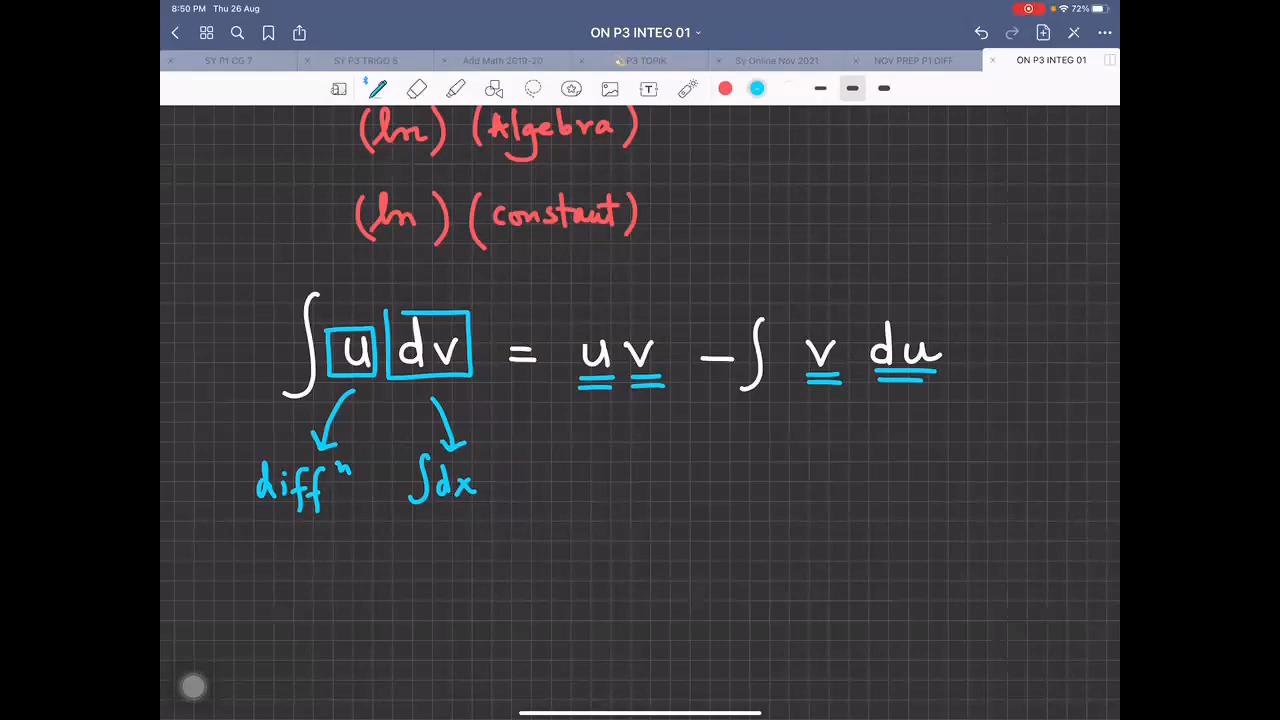 8:50 PM Thu 26 Aug
72%
ON P3 INTEG 01
SY P1 CG 7
SY P3 TRIGO 5
Add Math 2019-20
P3 TOPIK
Sy Online Nov 2021
NOV PREP P1 DIFF
ON P3 INTEG 01
(ln) (Algebra)
(ln) (constant)
∫ u dv = u v − ∫ v du
diffⁿ ∫dx